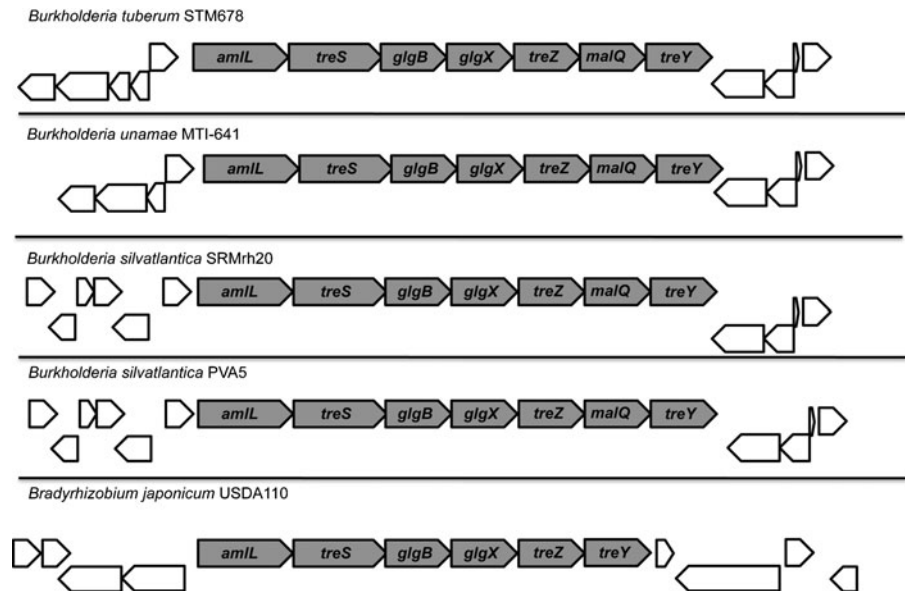 Burkholderia tuberum STM678
amlL treS glgB glgX treZ malQ treY
Burkholderia unamae MTI-641
amlL treS glgB glgX treZ malQ treY
Burkholderia silvatlantica SRMrh20
amlL treS glgB glgX treZ malQ treY
Burkholderia silvatlantica PVA5
amlL treS glgB glgX treZ malQ treY
Bradyrhizobium japonicum USDA110
amlL treS glgB glgX treZ treY